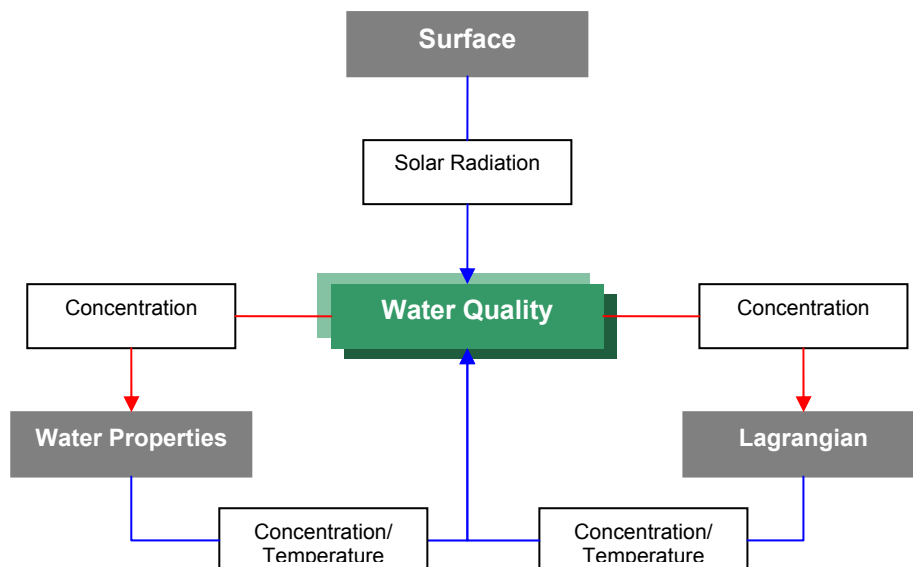 Surface
Solar Radiation
Concentration
Water Quality
Concentration
Water Properties
Lagrangian
Concentration/
Temperature
Concentration/
Temperature